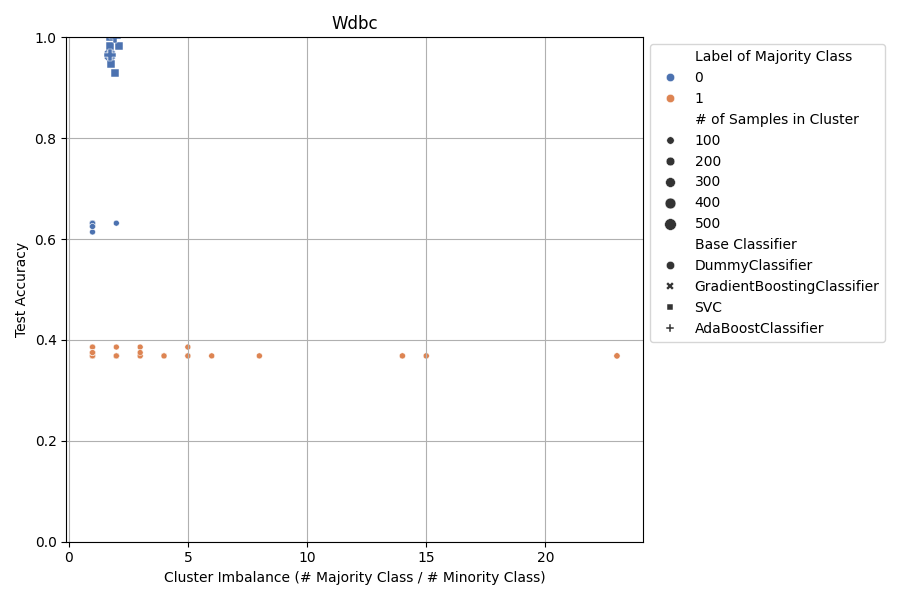 Wdbc
1.0
0.8
0.6
0.4
0.2
0.0
Test Accuracy
0
5
10
15
20
Cluster Imbalance (# Majority Class / # Minority Class)
Label of Majority Class
0
1
# of Samples in Cluster
100
200
300
400
500
Base Classifier
DummyClassifier
GradientBoostingClassifier
SVC
AdaBoostClassifier